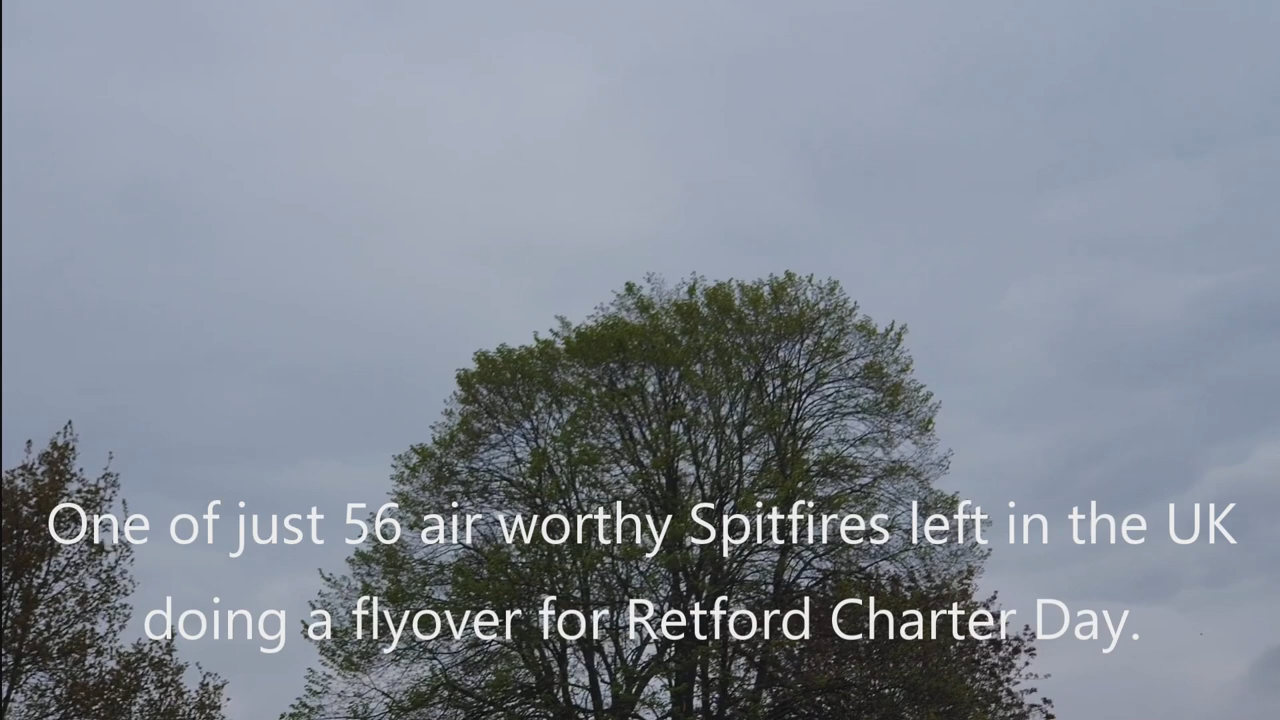 One of just 56 air worthy Spitfires left in the UK
doing a flyover for Retford Charter Day.